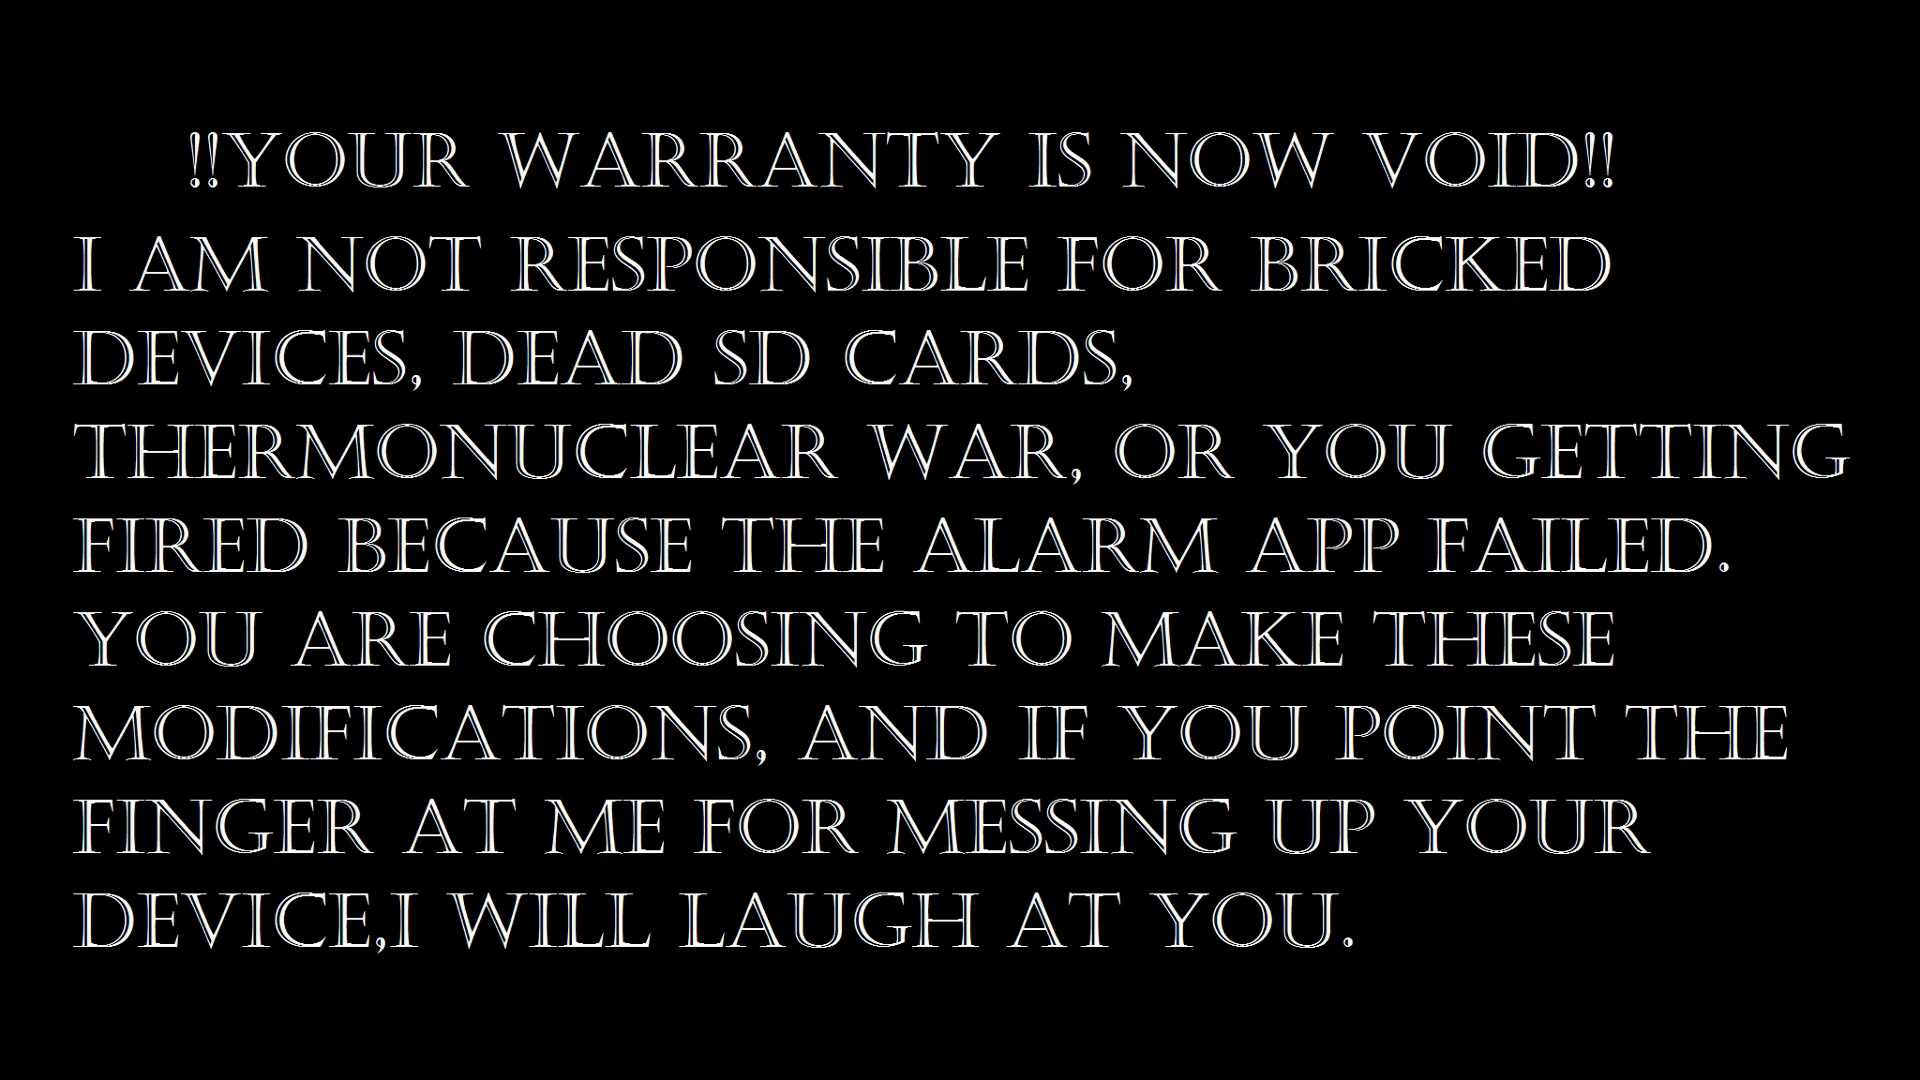 !!YOUR WARRANTY IS NOW VOID!!
I AM NOT RESPONSIBLE FOR BRICKED
DEVICES, DEAD SD CARDS,
THERMONUCLEAR WAR, OR YOU GETTING
FIRED BECAUSE THE ALARM APP FAILED.
YOU ARE CHOOSING TO MAKE THESE
MODIFICATIONS, AND IF YOU POINT THE
FINGER AT ME FOR MESSING UP YOUR
DEVICE,I WILL LAUGH AT YOU.